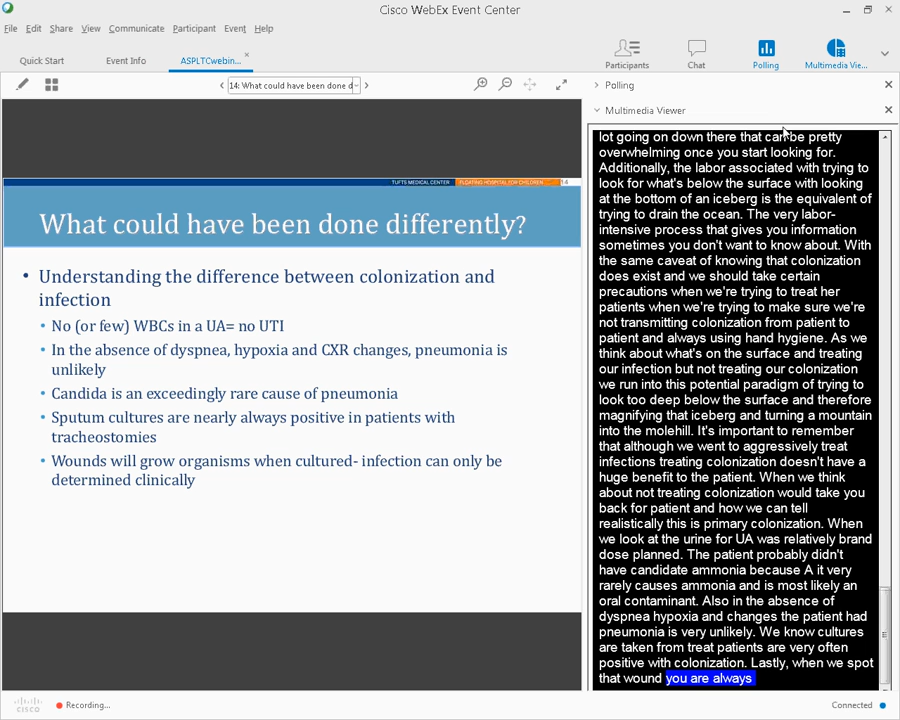 Cisco WebEx Event Center
File Edit Share View Communicate Participant Event Help
Quick Start Event Info ASPLTCwebin...
Participants Chat Polling Multimedia Vie...
14: What could have been done d
Polling
Multimedia Viewer
TUFTS MEDICAL CENTER FLOATING HOSPITAL FOR CHILDREN 14
What could have been done differently?
• Understanding the difference between colonization and
infection
• No (or few) WBCs in a UA= no UTI
• In the absence of dyspnea, hypoxia and CXR changes, pneumonia is
unlikely
• Candida is an exceedingly rare cause of pneumonia
• Sputum cultures are nearly always positive in patients with
tracheostomies
• Wounds will grow organisms when cultured- infection can only be
determined clinically
lot going on down there that can be pretty
overwhelming once you start looking for.
Additionally, the labor associated with trying to
look for what's below the surface with looking
at the bottom of an iceberg is the equivalent of
trying to drain the ocean. The very labor-
intensive process that gives you information
sometimes you don't want to know about. With
the same caveat of knowing that colonization
does exist and we should take certain
precautions when we're trying to treat her
patients when we're trying to make sure we're
not transmitting colonization from patient to
patient and always using hand hygiene. As we
think about what's on the surface and treating
our infection but not treating our colonization
we run into this potential paradigm of trying to
look too deep below the surface and therefore
magnifying that iceberg and turning a mountain
into the molehill. It's important to remember
that although we went to aggressively treat
infections treating colonization doesn't have a
huge benefit to the patient. When we think
about not treating colonization would take you
back for patient and how we can tell
realistically this is primary colonization. When
we look at the urine for UA was relatively brand
dose planned. The patient probably didn't
have candidate ammonia because A it very
rarely causes ammonia and is most likely an
oral contaminant. Also in the absence of
dyspnea hypoxia and changes the patient had
pneumonia is very unlikely. We know cultures
are taken from treat patients are very often
positive with colonization. Lastly, when we spot
that wound you are always
cisco Recording... Connected